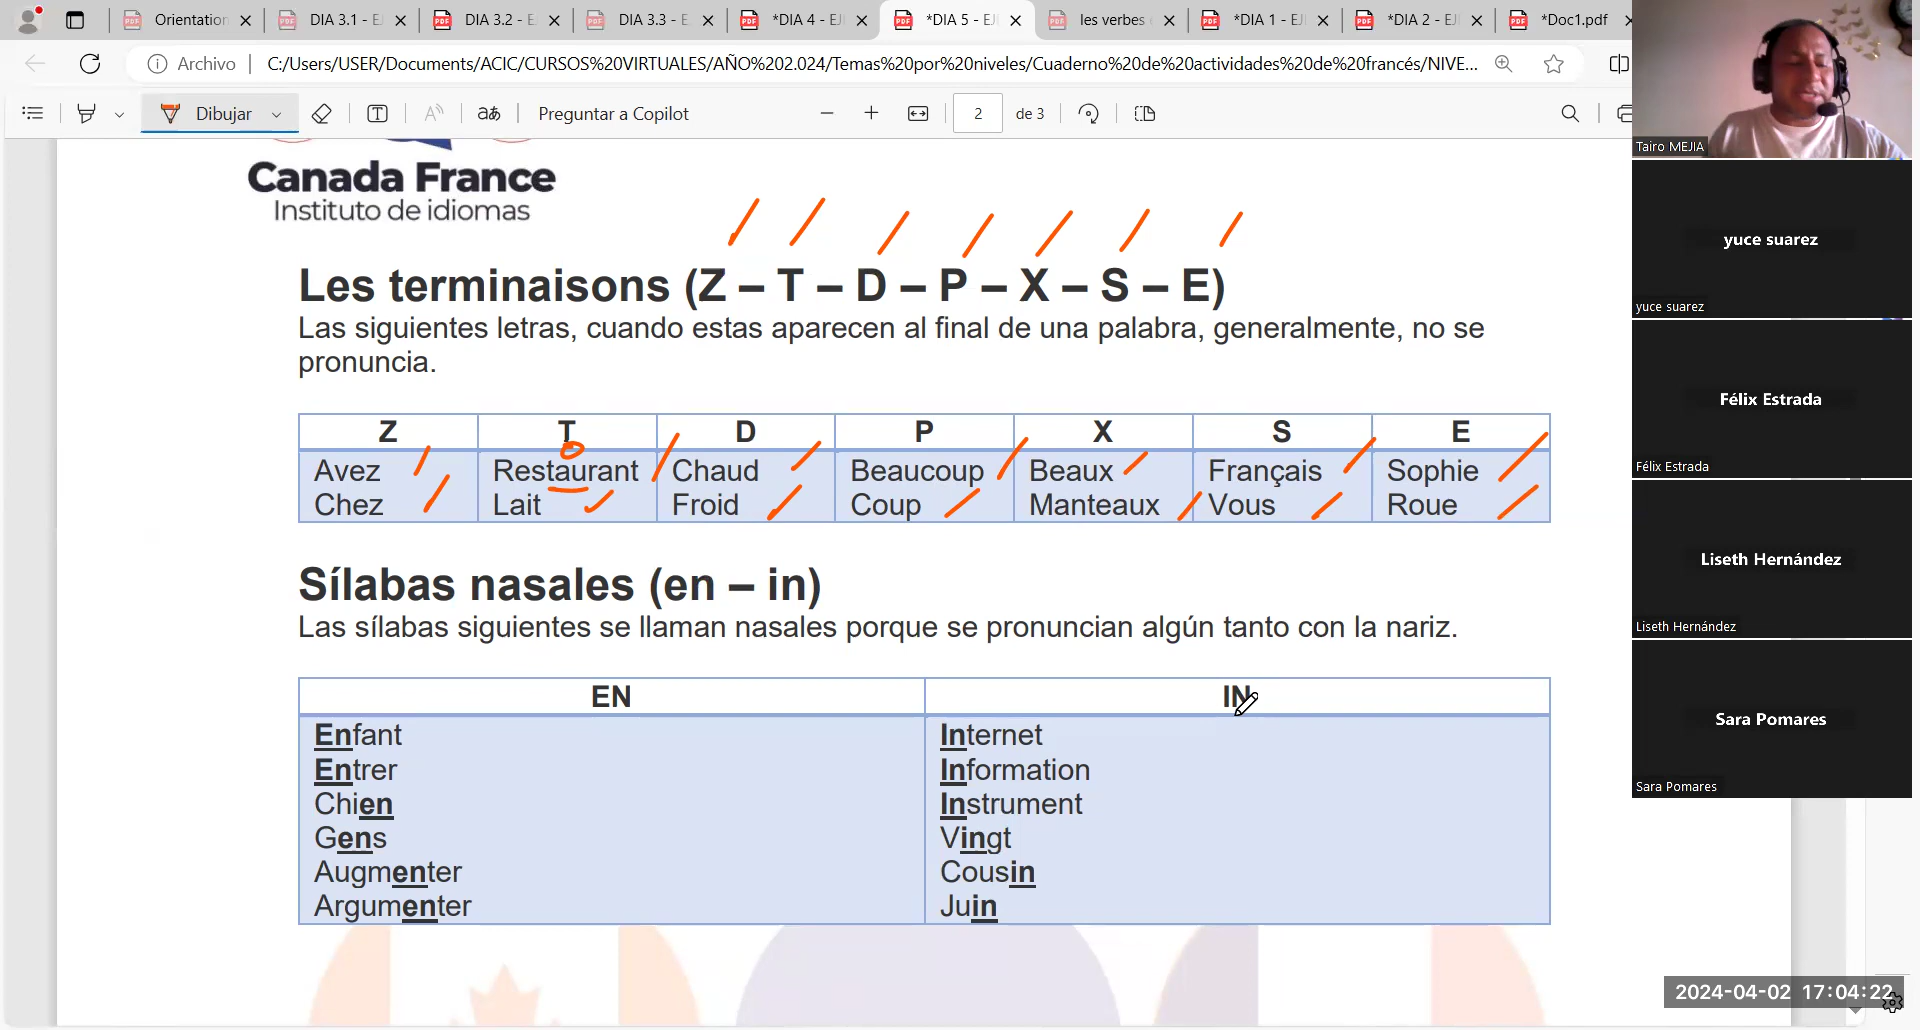 Orientation
DIA 3.1 - EJ
DIA 3.2 - EJ
DIA 3.3 - E
*DIA 4 - EJ
*DIA 5 - EJ
les verbes
*DIA 1 - EJ
*DIA 2 - EJ
*Doc1.pdf
Archivo
C:/Users/USER/Documents/ACIC/CURSOS%20VIRTUALES/AÑO%202.024/Temas%20por%20niveles/Cuaderno%20de%20actividades%20de%20francés/NIVE...
Dibujar
Preguntar a Copilot
2
de 3
Canada France
Instituto de idiomas
Les terminaisons (Z – T – D – P – X – S – E)
Las siguientes letras, cuando estas aparecen al final de una palabra, generalmente, no se
pronuncia.
Z T D P X S E
Avez Restaurant Chaud Beaucoup Beaux Français Sophie
Chez Lait Froid Coup Manteaux Vous Roue
Sílabas nasales (en – in)
Las sílabas siguientes se llaman nasales porque se pronuncian algún tanto con la nariz.
EN IN
Enfant Internet
Entrer Information
Chien Instrument
Gens Vingt
Augmenter Cousin
Argumenter Juin
Tairo MEJIA
yuce suarez
yuce suarez
Félix Estrada
Félix Estrada
Liseth Hernández
Liseth Hernández
Sara Pomares
Sara Pomares
2024-04-02 17:04:22